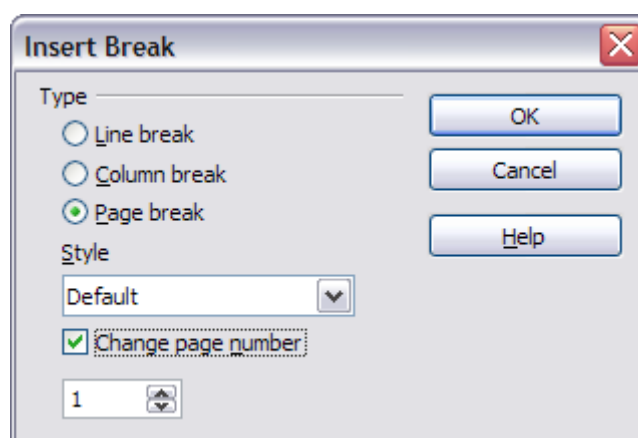 Insert Break
Type
Line break
Column break
Page break
Style
Default
Change page number
1
OK
Cancel
Help